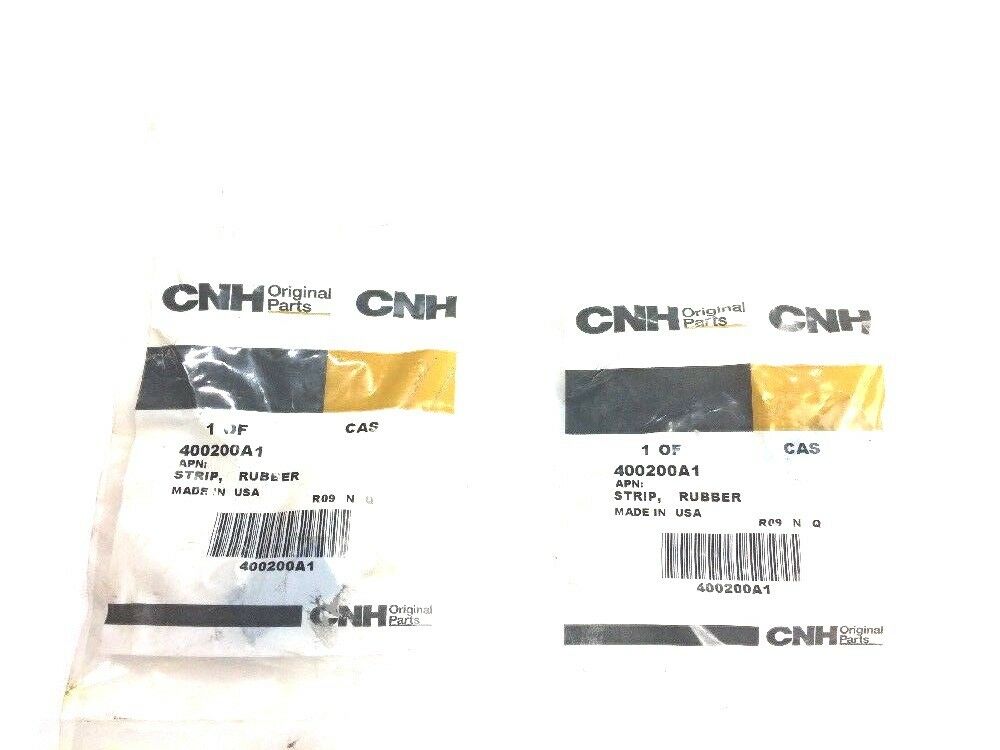 CNH Original Parts CNH
1 OF CAS
400200A1
APN:
STRIP, RUBBER
MADE IN USA
R09 N Q
400200A1
CNH Original Parts
CNH Original Parts CNH
1 OF CAS
400200A1
APN:
STRIP, RUBBER
MADE IN USA
R09 N Q
400200A1
CNH Original Parts